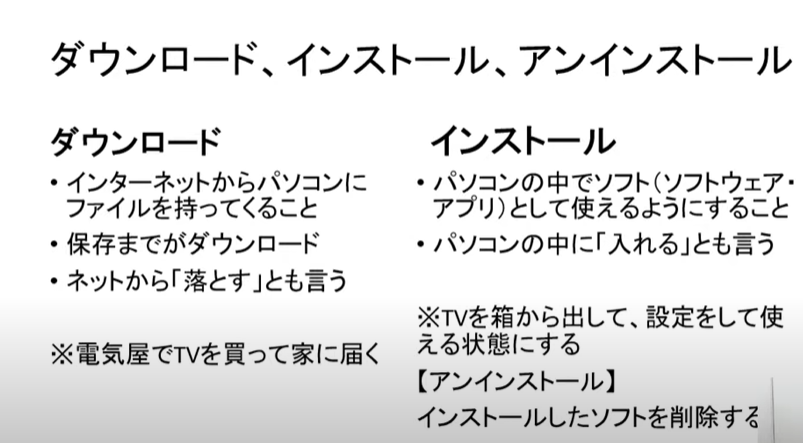 ダウンロード、インストール、アンインストール
ダウンロード
・インターネットからパソコンに
ファイルを持ってくること
・保存までがダウンロード
・ネットから「落とす」とも言う
※電気屋でTVを買って家に届く
インストール
・パソコンの中でソフト（ソフトウェア・
アプリ）として使えるようにすること
・パソコンの中に「入れる」とも言う
※TVを箱から出して、設定をして使
える状態にする
【アンインストール】
インストールしたソフトを削除する